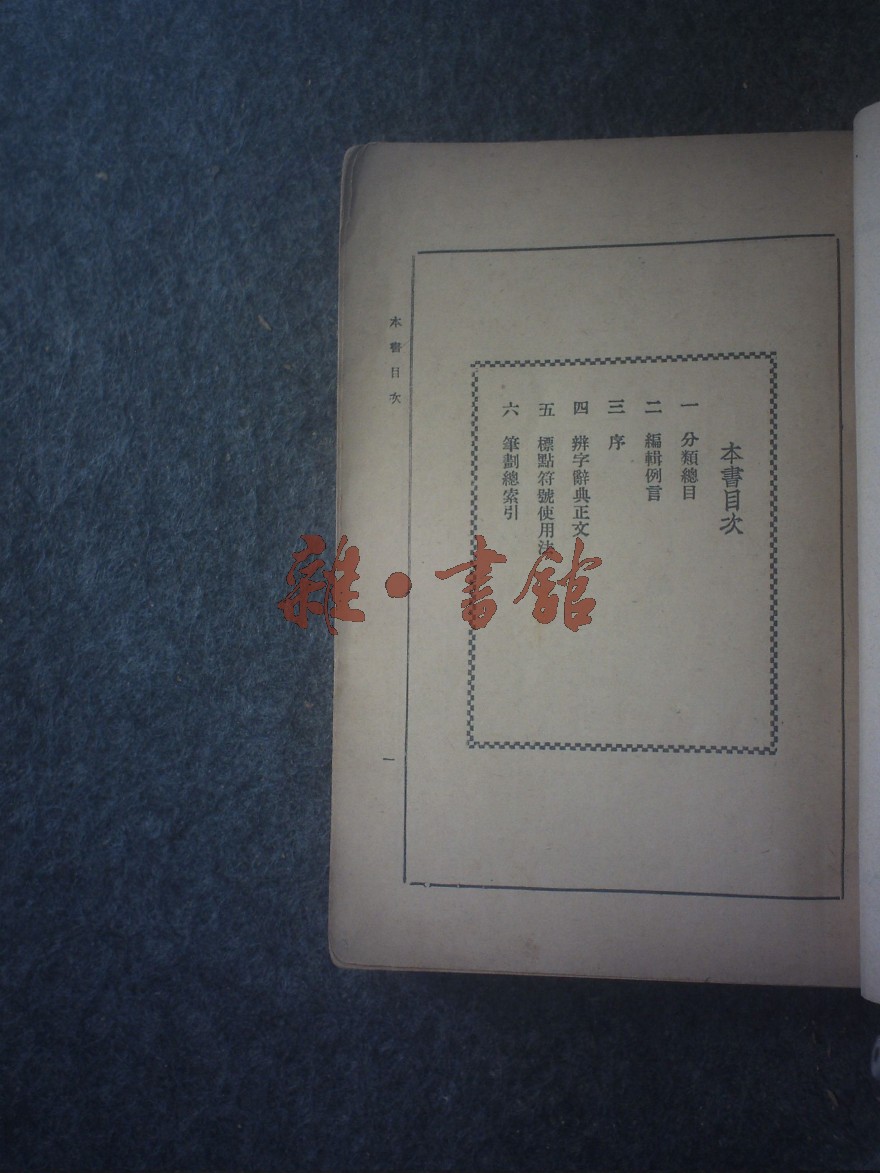 本書目次
一 分類總目
二 編輯例言
三 序
四 辨字辭典正文
五 標點符號使用法
六 筆劃總索引
本書目次
一
雜·書館